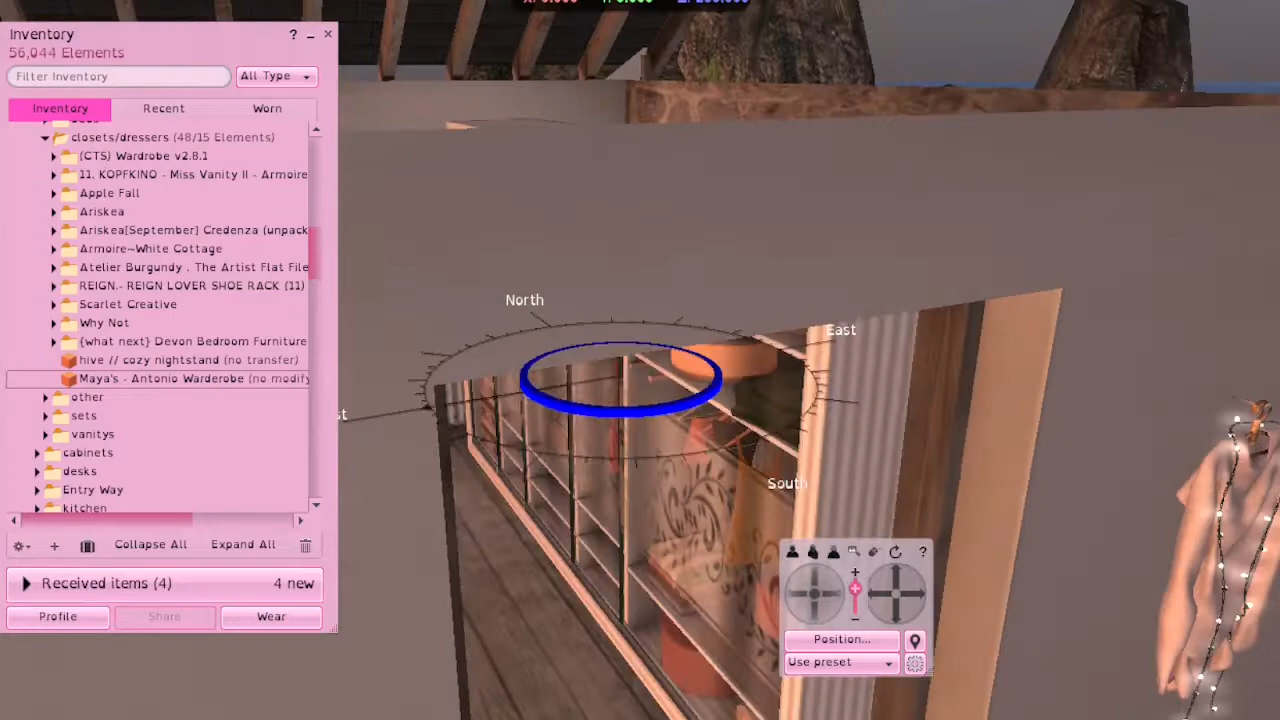 Inventory
? _ ×
56,044 Elements
Filter Inventory
All Type
Inventory Recent Worn
closets/dressers (48/15 Elements)
(CTS) Wardrobe v2.8.1
11. KOPFKINO - Miss Vanity II - Armoire
Apple Fall
Ariskea
Ariskea[September] Credenza (unpack
Armoire~White Cottage
Atelier Burgundy . The Artist Flat File
REIGN.- REIGN LOVER SHOE RACK (11)
Scarlet Creative
Why Not
{what next} Devon Bedroom Furniture
hive // cozy nightstand (no transfer)
Maya's - Antonio Warderobe (no modify
other
sets
vanitys
cabinets
desks
Entry Way
kitchen
Collapse All Expand All
Received items (4) 4 new
Profile Share Wear
North
East
st
South
?
Position...
Use preset